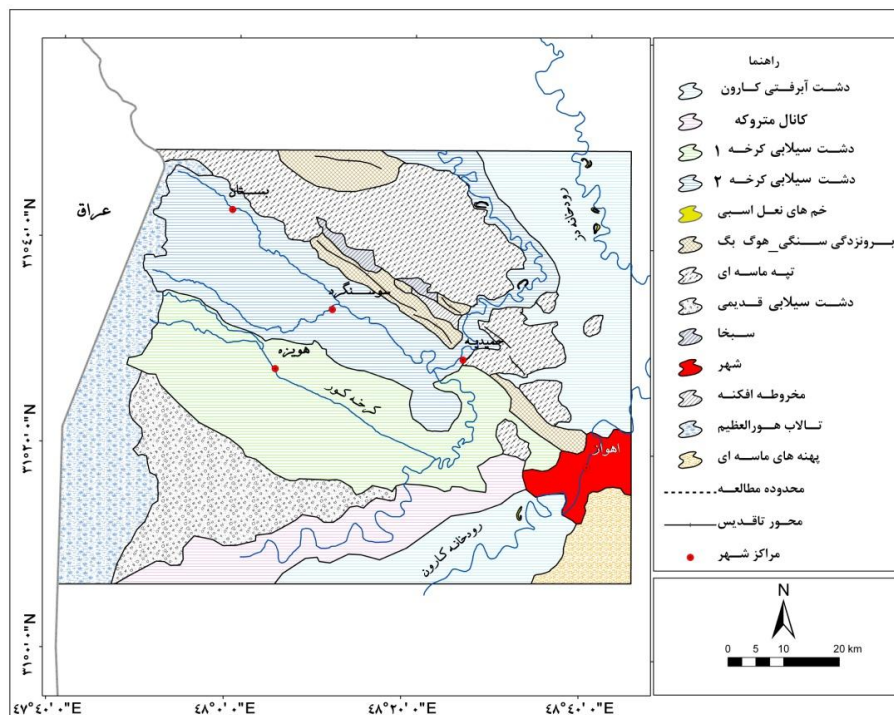 راهنما
دشت آبرفتی کارون
کانال متروکه
دشت سیلابی کرخه ۱
دشت سیلابی کرخه ۲
خم های نعل اسبی
برونزدگی سنگی_هوگ بگ
تپه ماسه ای
دشت سیلابی قدیمی
سبخا
شهر
مخروطه افکنه
تالاب هورالعظیم
پهنه های ماسه ای
محدوده مطالعه
محور تاقدیس
مراکز شهر
N
0 5 10 20 km
عراق
بستان
سوسنگرد
حمیدیه
هویزه
کرخه کور
اهواز
رودخانه دز
رودخانه کارون
۳۱°۴'۰"N
۳۱°۲'۰"N
۳۱°۰'۰"N
۴۷°۴۰'۰"E
۴۸°۰'۰"E
۴۸°۲۰'۰"E
۴۸°۴۰'۰"E